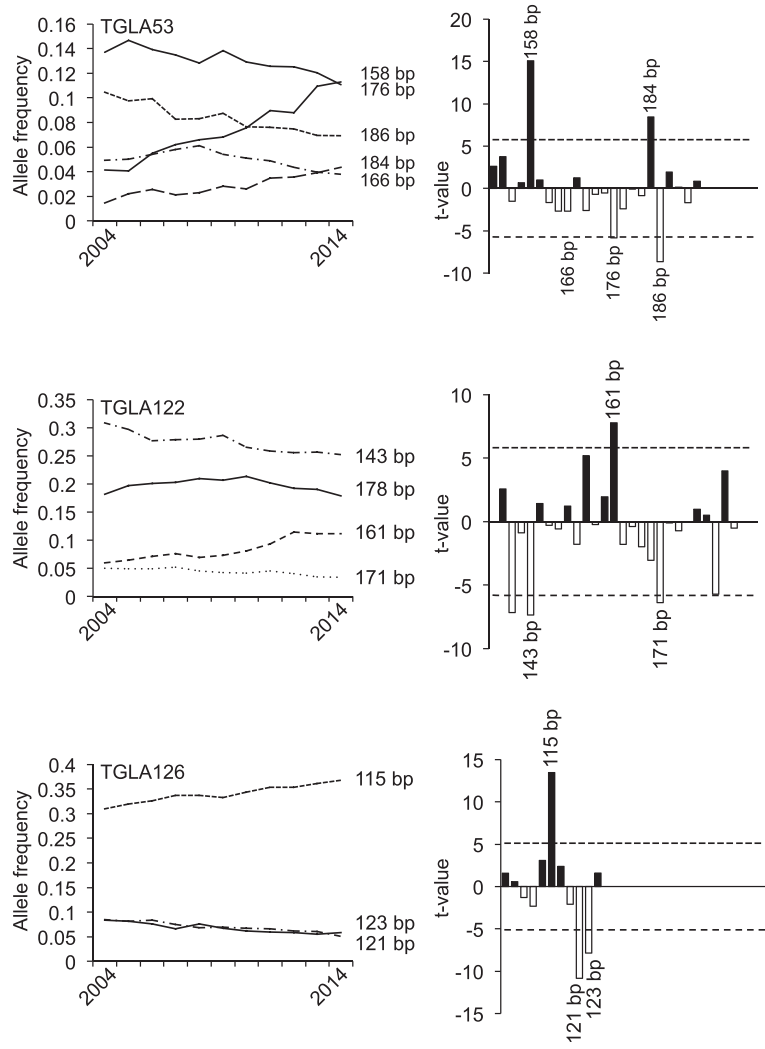 TGLA53
Allele frequency
0.16
0.14
0.12
0.1
0.08
0.06
0.04
0.02
0
2004
2014
158 bp
176 bp
186 bp
184 bp
166 bp
t-value
20
15
10
5
0
-5
-10
158 bp
184 bp
166 bp
176 bp
186 bp
TGLA122
Allele frequency
0.35
0.3
0.25
0.2
0.15
0.1
0.05
0
2004
2014
143 bp
178 bp
161 bp
171 bp
t-value
10
5
0
-5
-10
161 bp
143 bp
171 bp
TGLA126
Allele frequency
0.4
0.35
0.3
0.25
0.2
0.15
0.1
0.05
0
2004
2014
115 bp
123 bp
121 bp
t-value
15
10
5
0
-5
-10
-15
115 bp
121 bp
123 bp